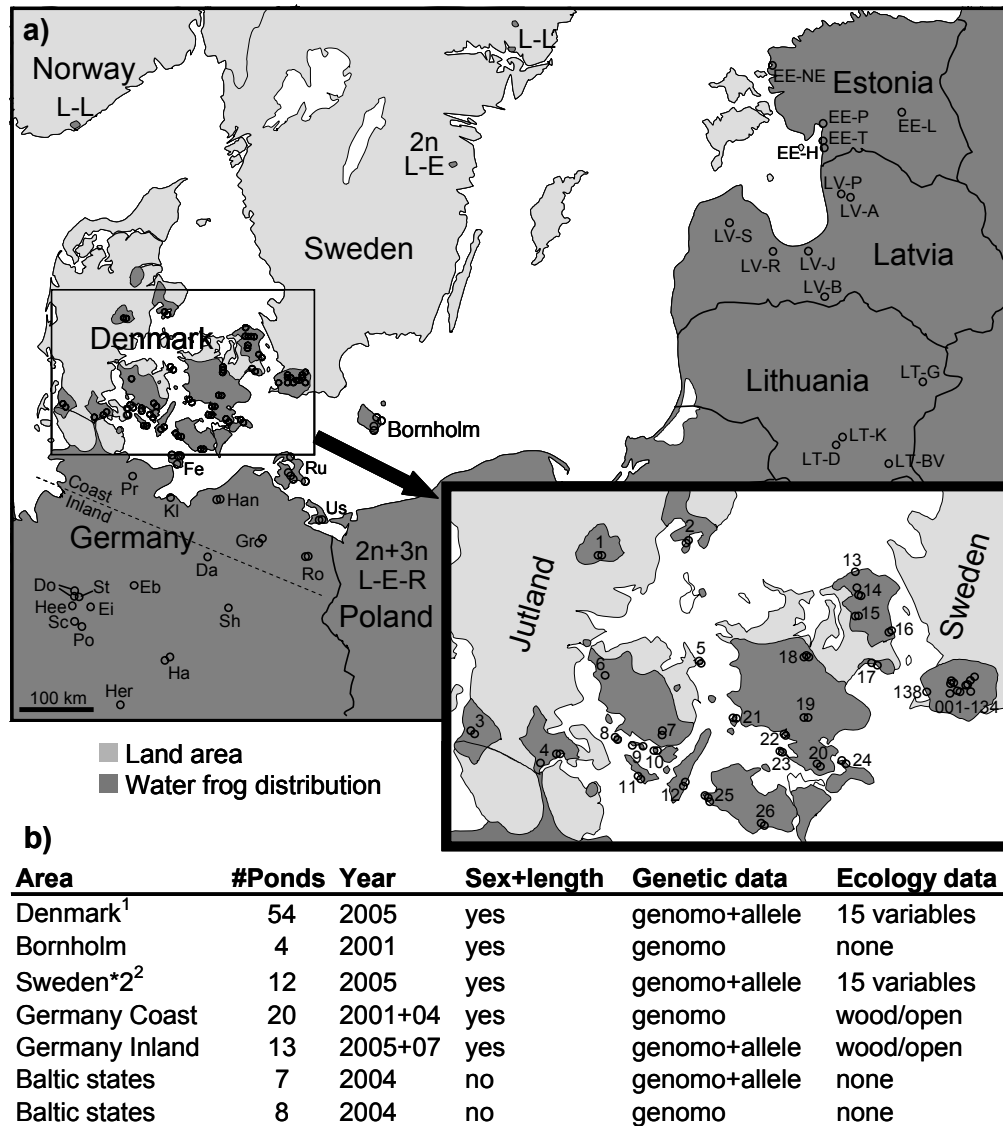 a)
Norway
L-L
L-L
2n
L-E
Sweden
Denmark
Bornholm
EE-NE
Estonia
EE-P
EE-L
EE-T
EE-H
LV-P
LV-A
LV-S
LV-R
LV-J
Latvia
LV-B
Lithuania
LT-G
LT-K
LT-D
LT-BV
Fe
Ru
Pr
Coast
Inland
Kl
Han
Us
Germany
Gro
2n+3n
L-E-R
Poland
Da
Ro
Do
St
Eb
Hee
Ei
Sc
Po
Sh
Ha
Her
100 km
Jutland
Sweden
1
2
13
14
15
16
5
6
18
17
138
001-134
3
4
8
7
9
10
11
12
21
19
22
23
20
24
25
26
Land area
Water frog distribution
b)
Area #Ponds Year Sex+length Genetic data Ecology data
Denmark¹ 54 2005 yes genomo+allele 15 variables
Bornholm 4 2001 yes genomo none
Sweden*2² 12 2005 yes genomo+allele 15 variables
Germany Coast 20 2001+04 yes genomo wood/open
Germany Inland 13 2005+07 yes genomo+allele wood/open
Baltic states 7 2004 no genomo+allele none
Baltic states 8 2004 no genomo none